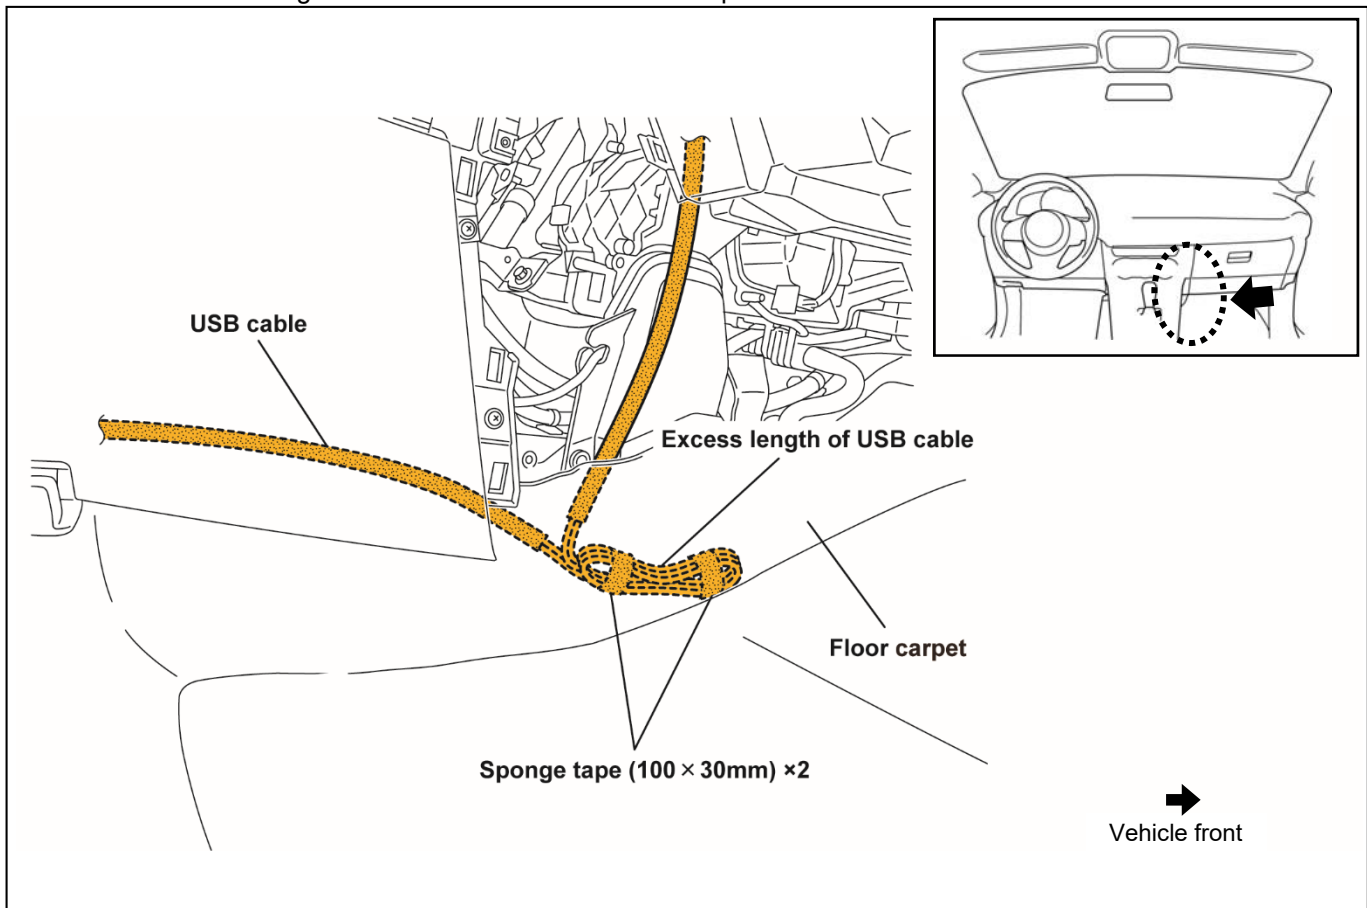 USB cable
Excess length of USB cable
Floor carpet
Sponge tape (100×30mm) ×2
Vehicle front